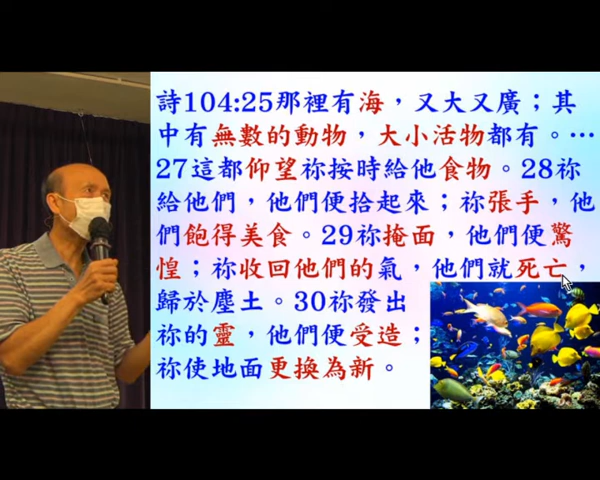 詩104:25那裡有海，又大又廣；其
中有無數的動物，大小活物都有。…
27這都仰望祢按時給他食物。28祢
給他們，他們便拾起來；祢張手，他
們飽得美食。29祢掩面，他們便驚
惶；祢收回他們的氣，他們就死亡，
歸於塵土。30祢發出
祢的靈，他們便受造；
祢使地面更換為新。